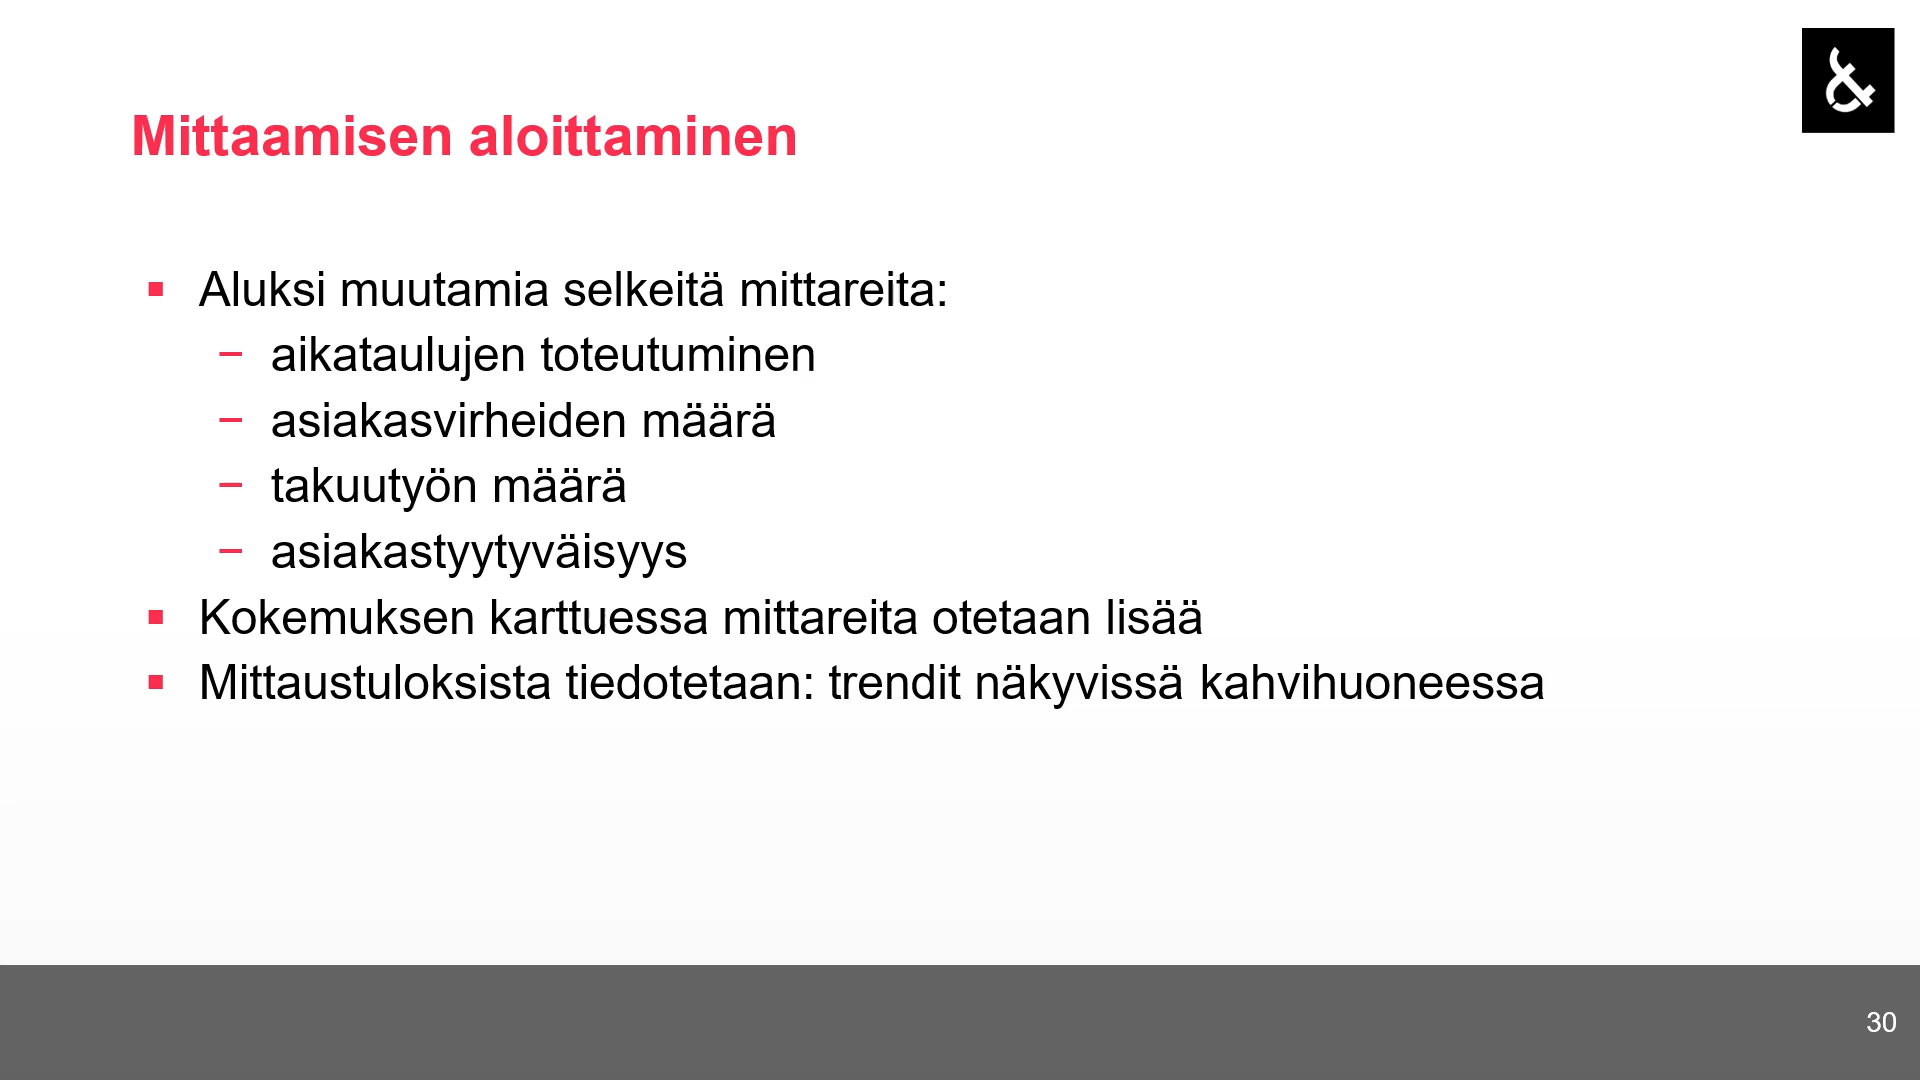 &
Mittaamisen aloittaminen
▪ Aluksi muutamia selkeitä mittareita:
– aikataulujen toteutuminen
– asiakasvirheiden määrä
– takuutyön määrä
– asiakastyytyväisyys
▪ Kokemuksen karttuessa mittareita otetaan lisää
▪ Mittaustuloksista tiedotetaan: trendit näkyvissä kahvihuoneessa
30